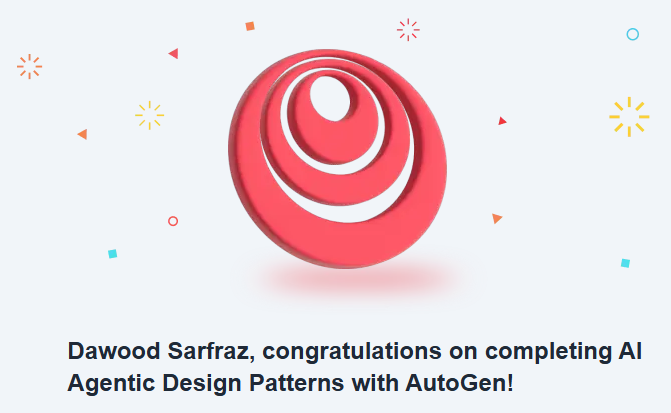 Dawood Sarfraz, congratulations on completing AI
Agentic Design Patterns with AutoGen!